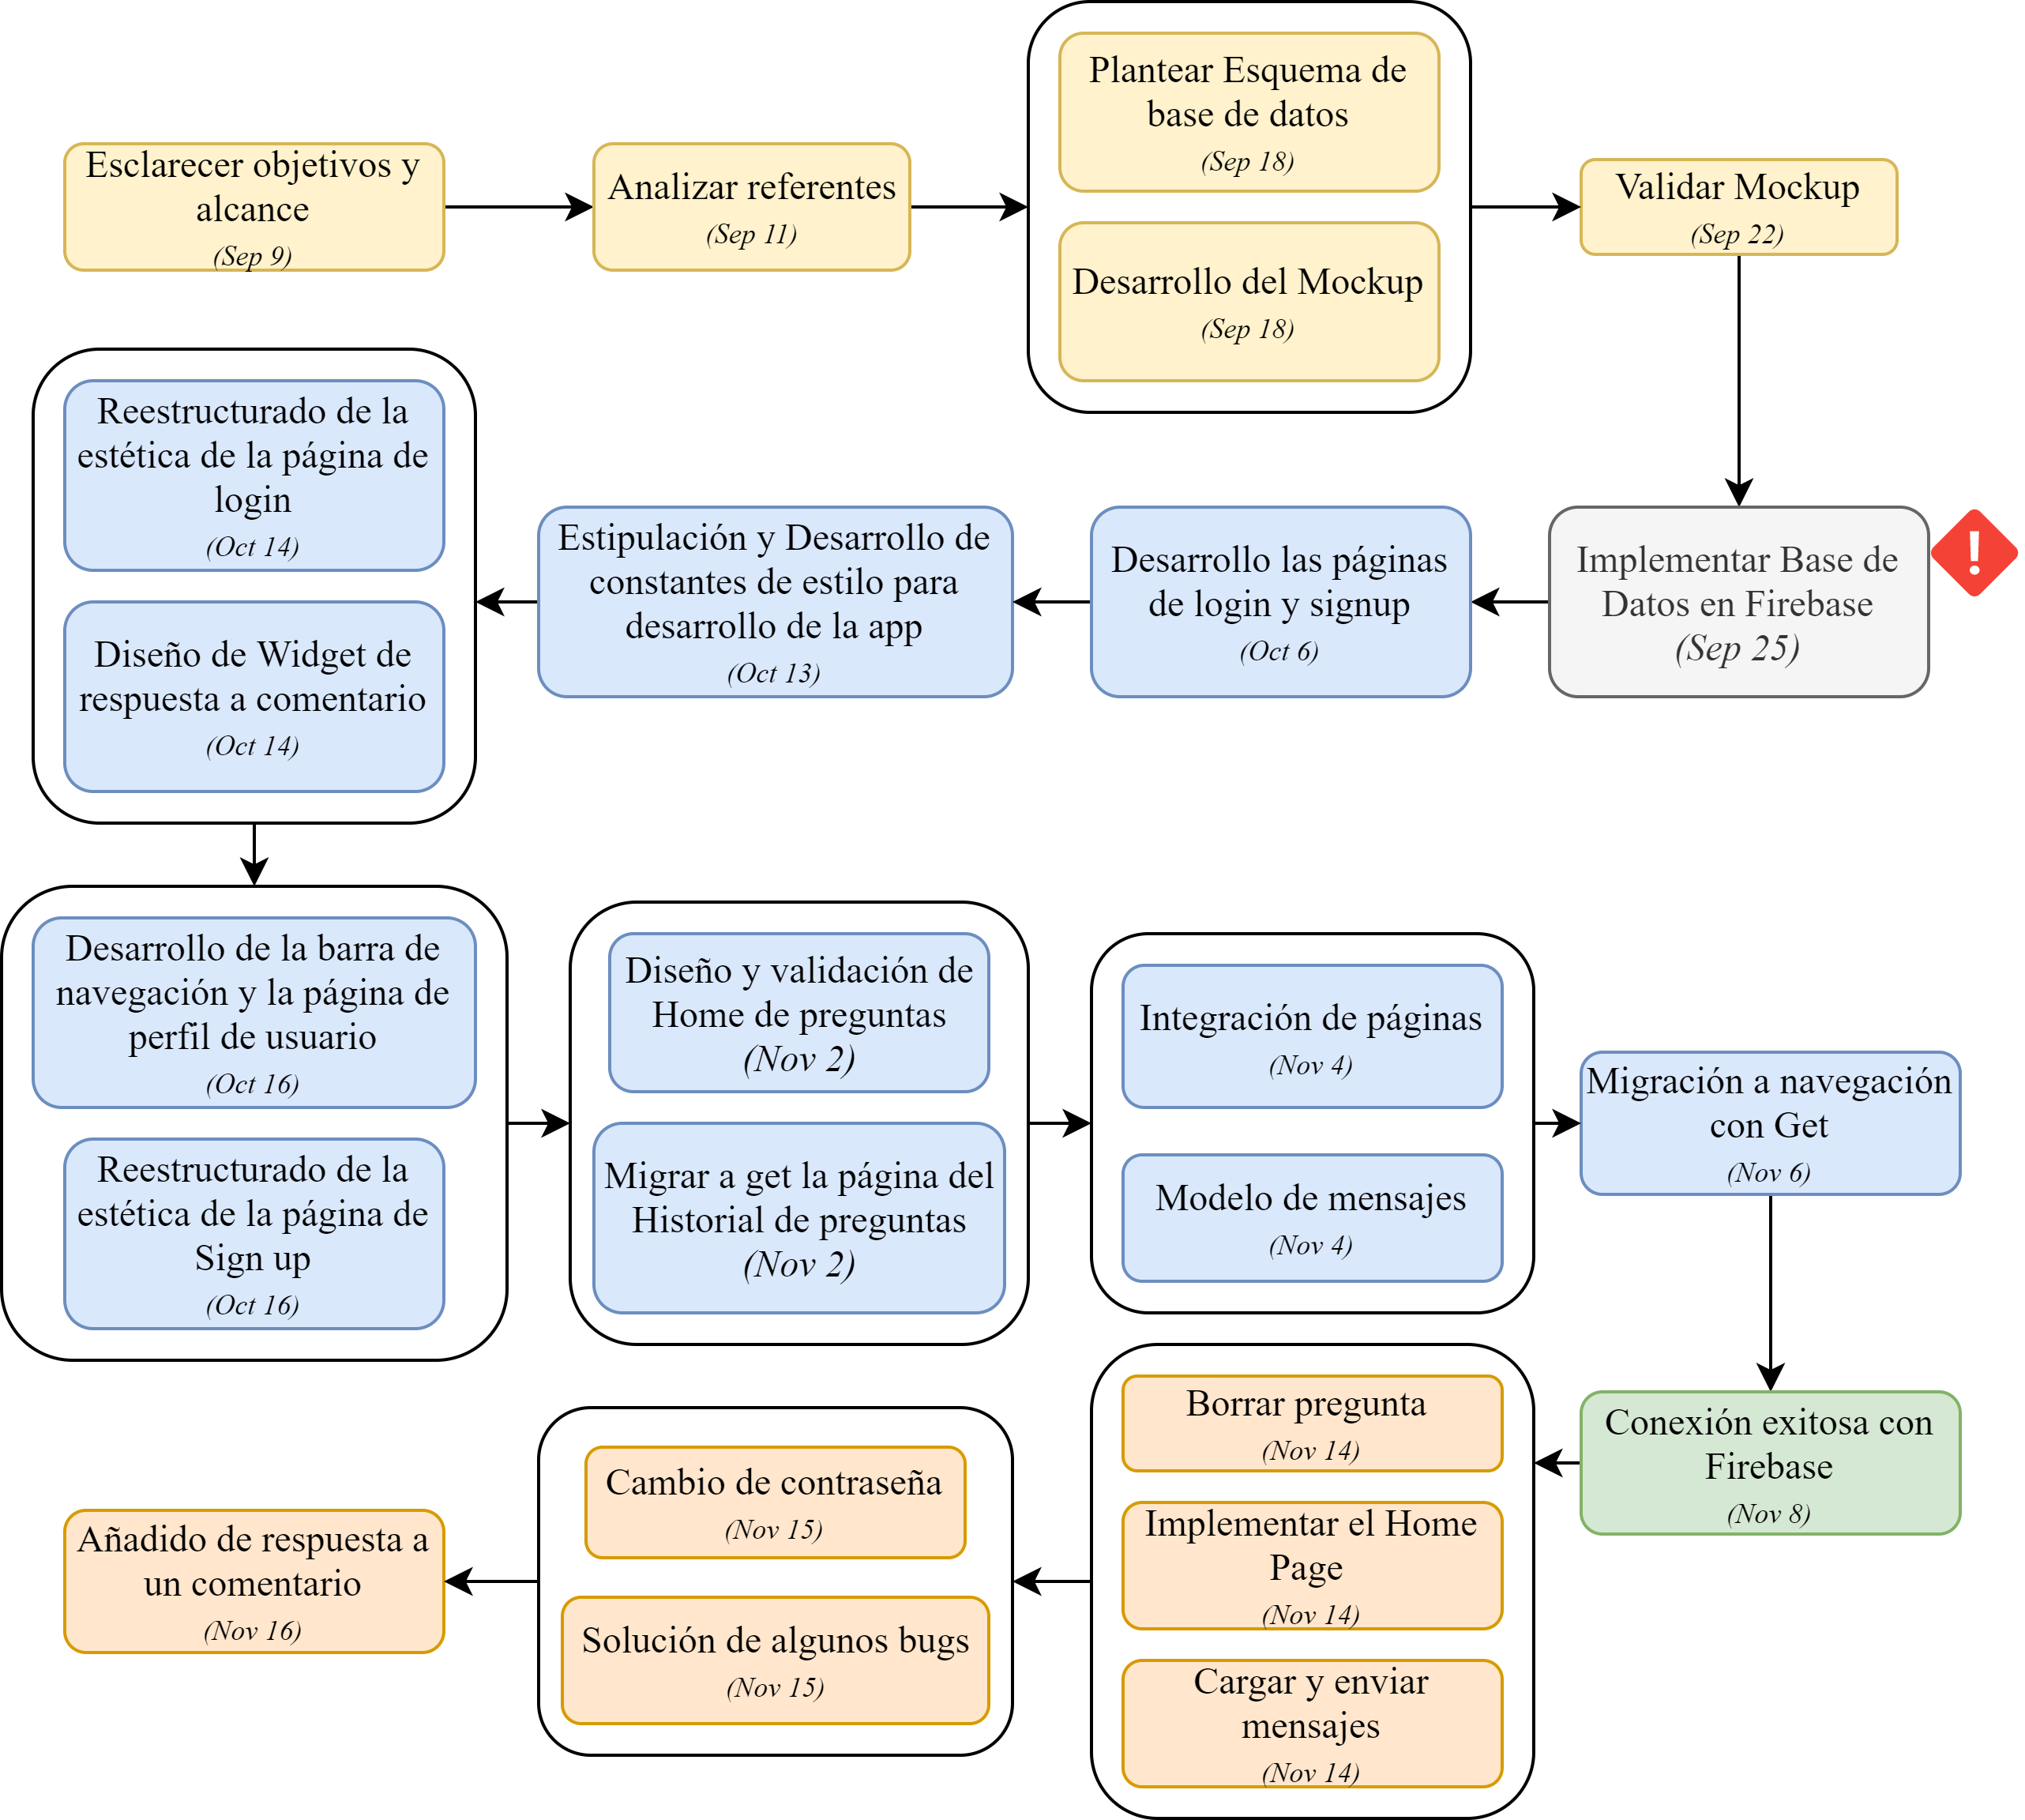 Esclarecer objetivos y
alcance
(Sep 9)
Analizar referentes
(Sep 11)
Plantear Esquema de
base de datos
(Sep 18)
Desarrollo del Mockup
(Sep 18)
Validar Mockup
(Sep 22)
Implementar Base de
Datos en Firebase
(Sep 25)
!
Desarrollo las páginas
de login y signup
(Oct 6)
Estipulación y Desarrollo de
constantes de estilo para
desarrollo de la app
(Oct 13)
Reestructurado de la
estética de la página de
login
(Oct 14)
Diseño de Widget de
respuesta a comentario
(Oct 14)
Desarrollo de la barra de
navegación y la página de
perfil de usuario
(Oct 16)
Reestructurado de la
estética de la página de
Sign up
(Oct 16)
Diseño y validación de
Home de preguntas
(Nov 2)
Migrar a get la página del
Historial de preguntas
(Nov 2)
Integración de páginas
(Nov 4)
Modelo de mensajes
(Nov 4)
Migración a navegación
con Get
(Nov 6)
Conexión exitosa con
Firebase
(Nov 8)
Borrar pregunta
(Nov 14)
Implementar el Home
Page
(Nov 14)
Cargar y enviar
mensajes
(Nov 14)
Cambio de contraseña
(Nov 15)
Solución de algunos bugs
(Nov 15)
Añadido de respuesta a
un comentario
(Nov 16)